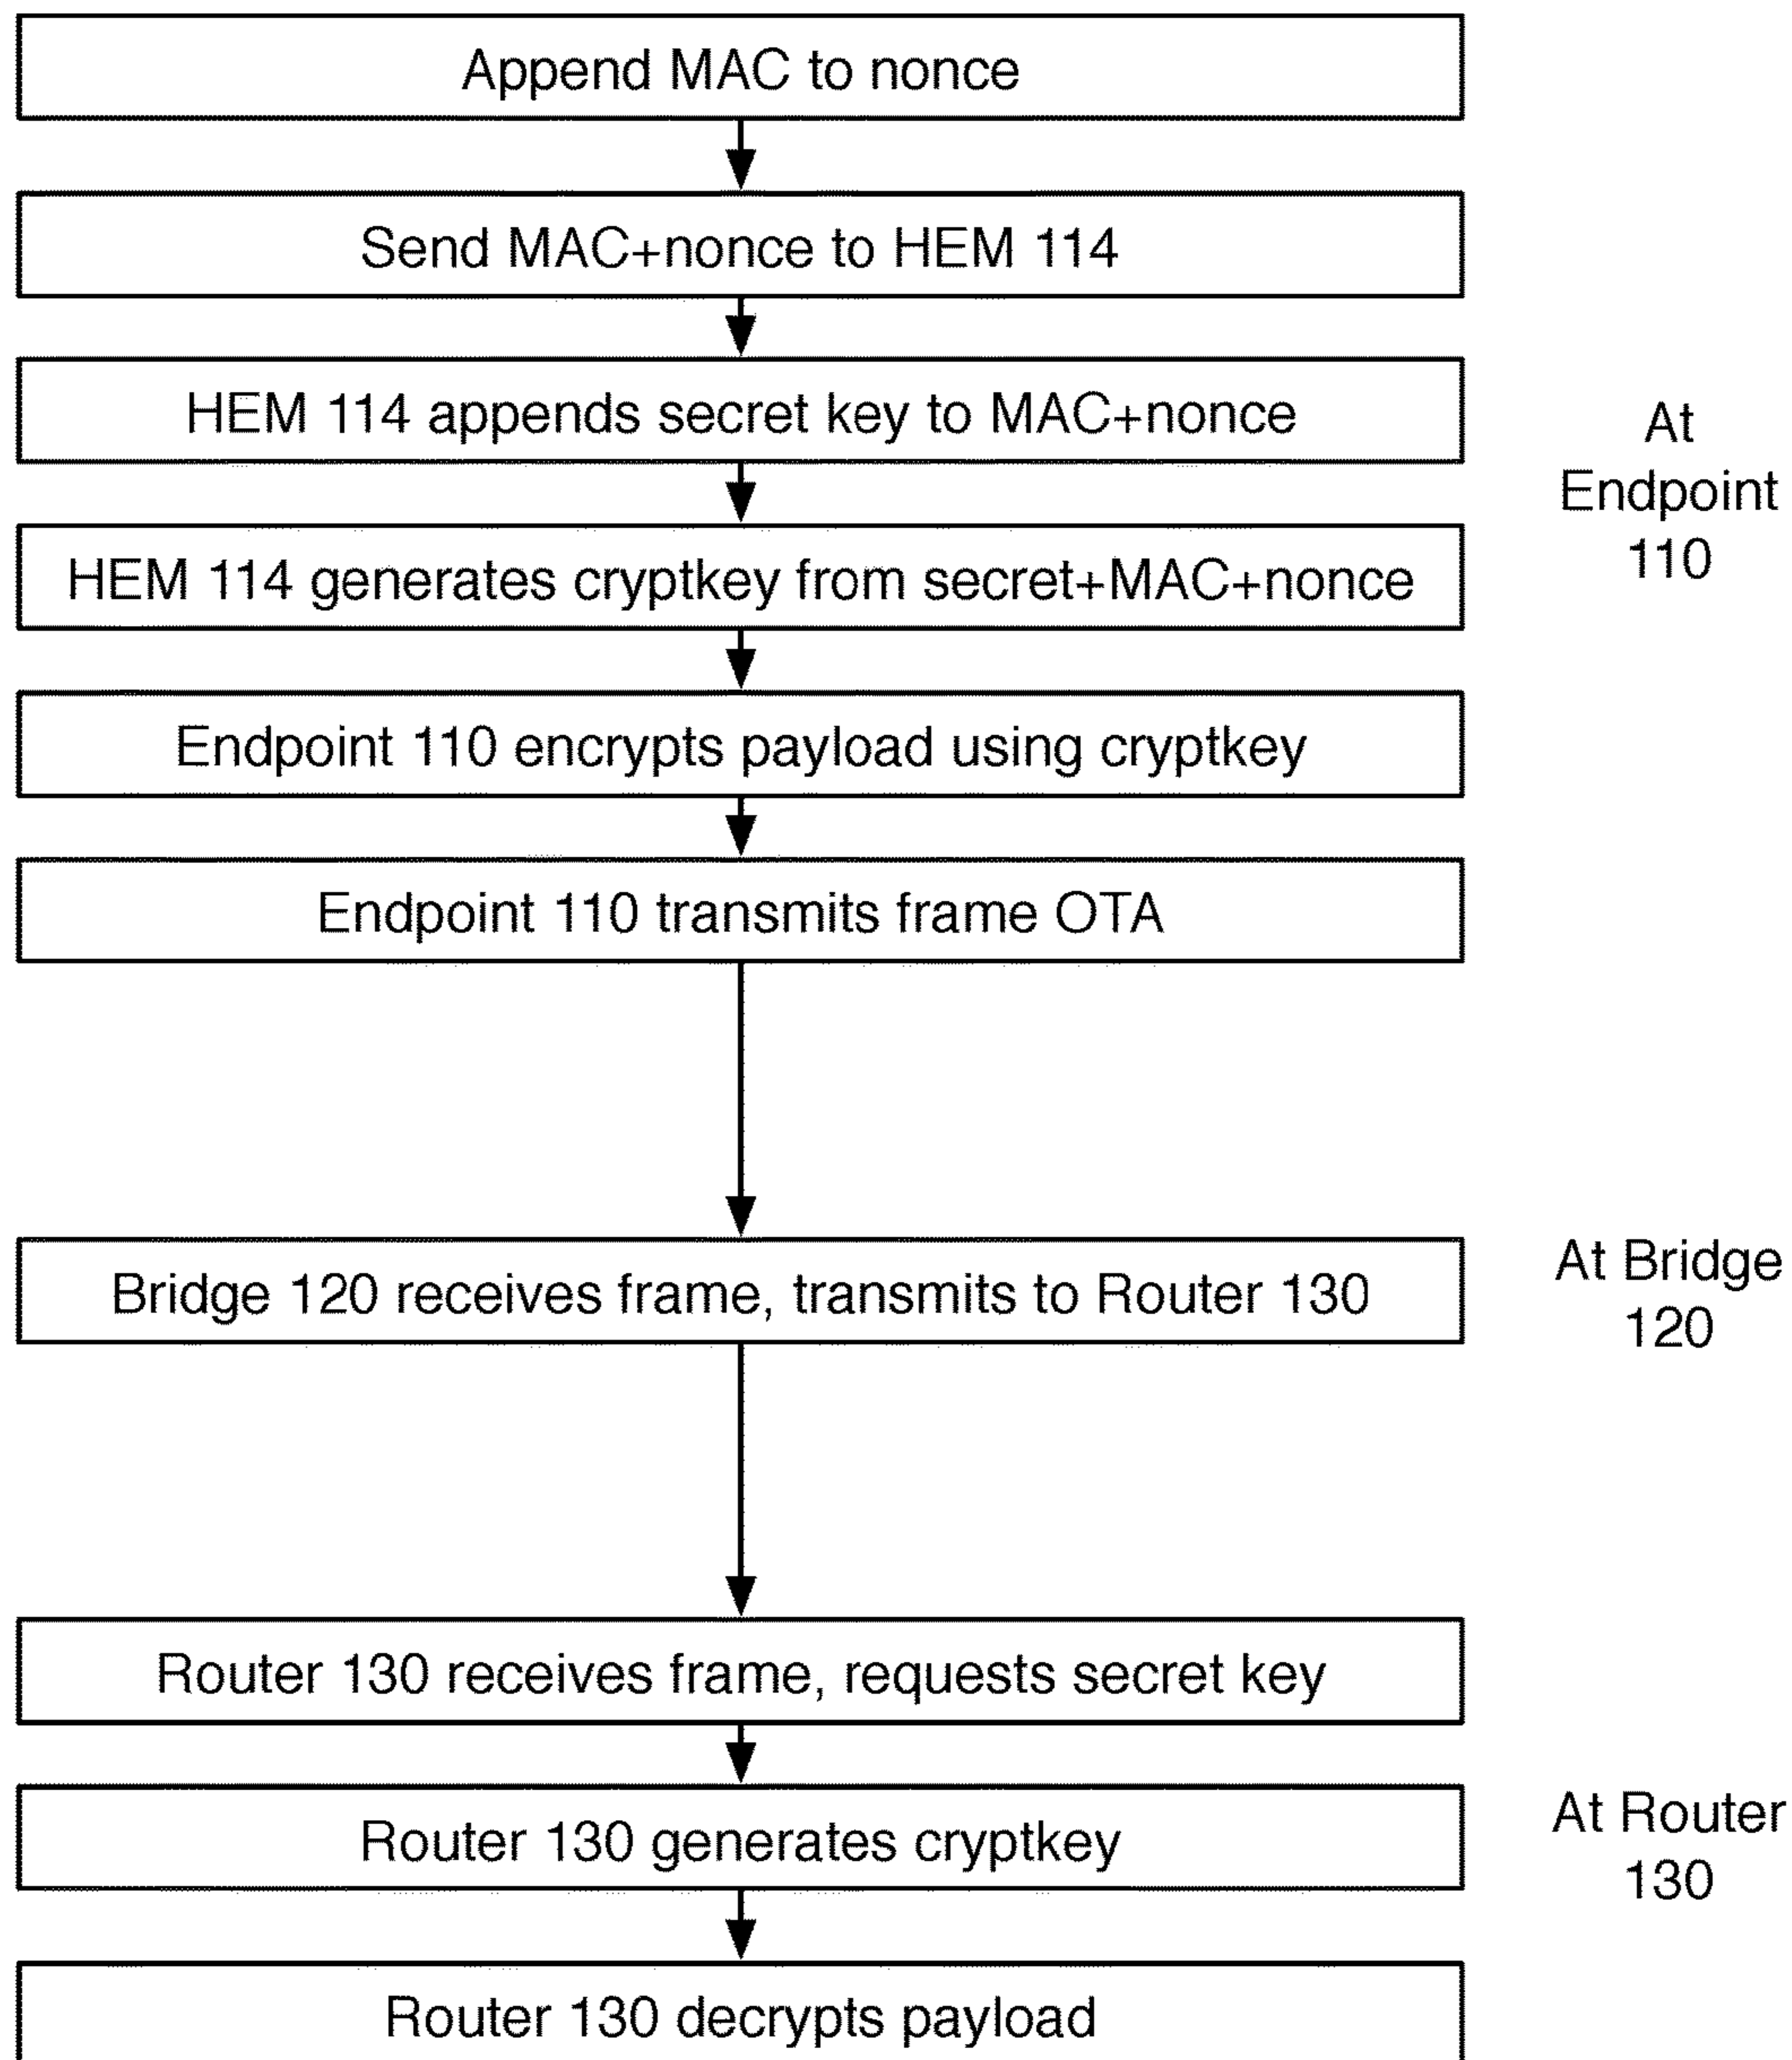 Append MAC to nonce
Send MAC+nonce to HEM 114
HEM 114 appends secret key to MAC+nonce
HEM 114 generates cryptkey from secret+MAC+nonce
Endpoint 110 encrypts payload using cryptkey
Endpoint 110 transmits frame OTA
At
Endpoint
110
Bridge 120 receives frame, transmits to Router 130
At Bridge
120
Router 130 receives frame, requests secret key
Router 130 generates cryptkey
Router 130 decrypts payload
At Router
130